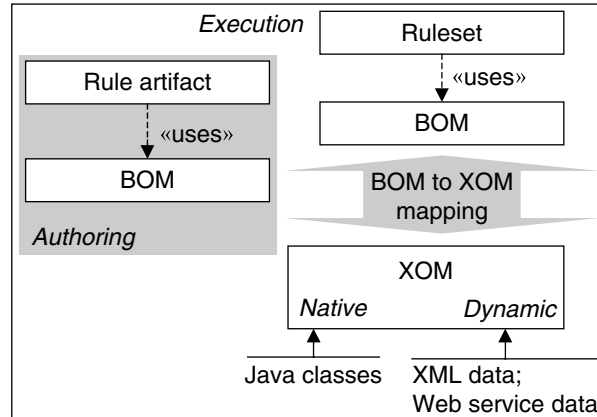 Execution
Ruleset
«uses»
BOM
Rule artifact
«uses»
BOM
Authoring
BOM to XOM
mapping
XOM
Native
Dynamic
Java classes
XML data;
Web service data